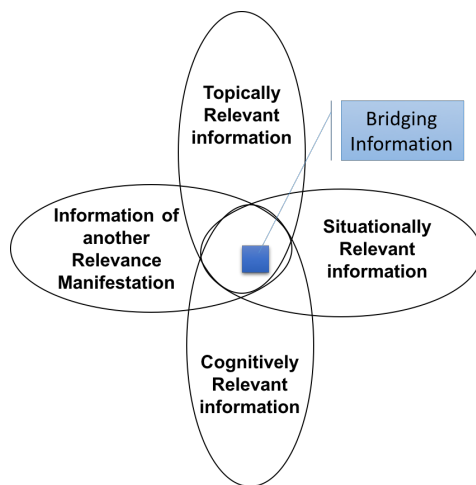 Topically
Relevant
information
Bridging
Information
Information of
another
Relevance
Manifestation
Situationally
Relevant
information
Cognitively
Relevant
information